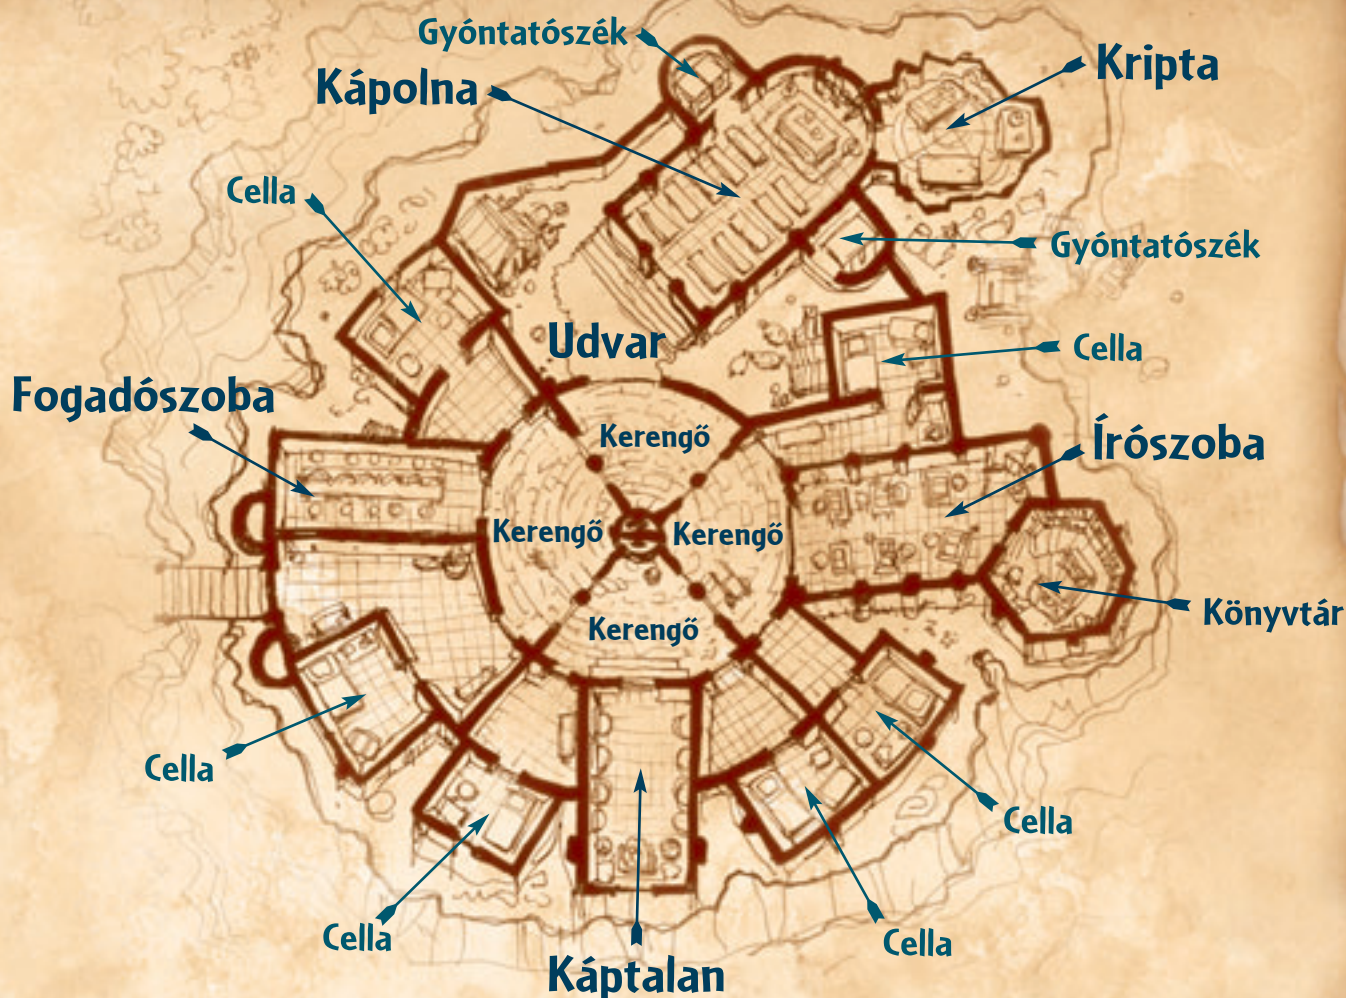 Gyóntatószék
Kápolna
Kripta
Cella
Gyóntatószék
Udvar
Cella
Fogadószoba
Kerengő
Írószoba
Kerengő
Kerengő
Könyvtár
Kerengő
Cella
Cella
Cella
Cella
Káptalan